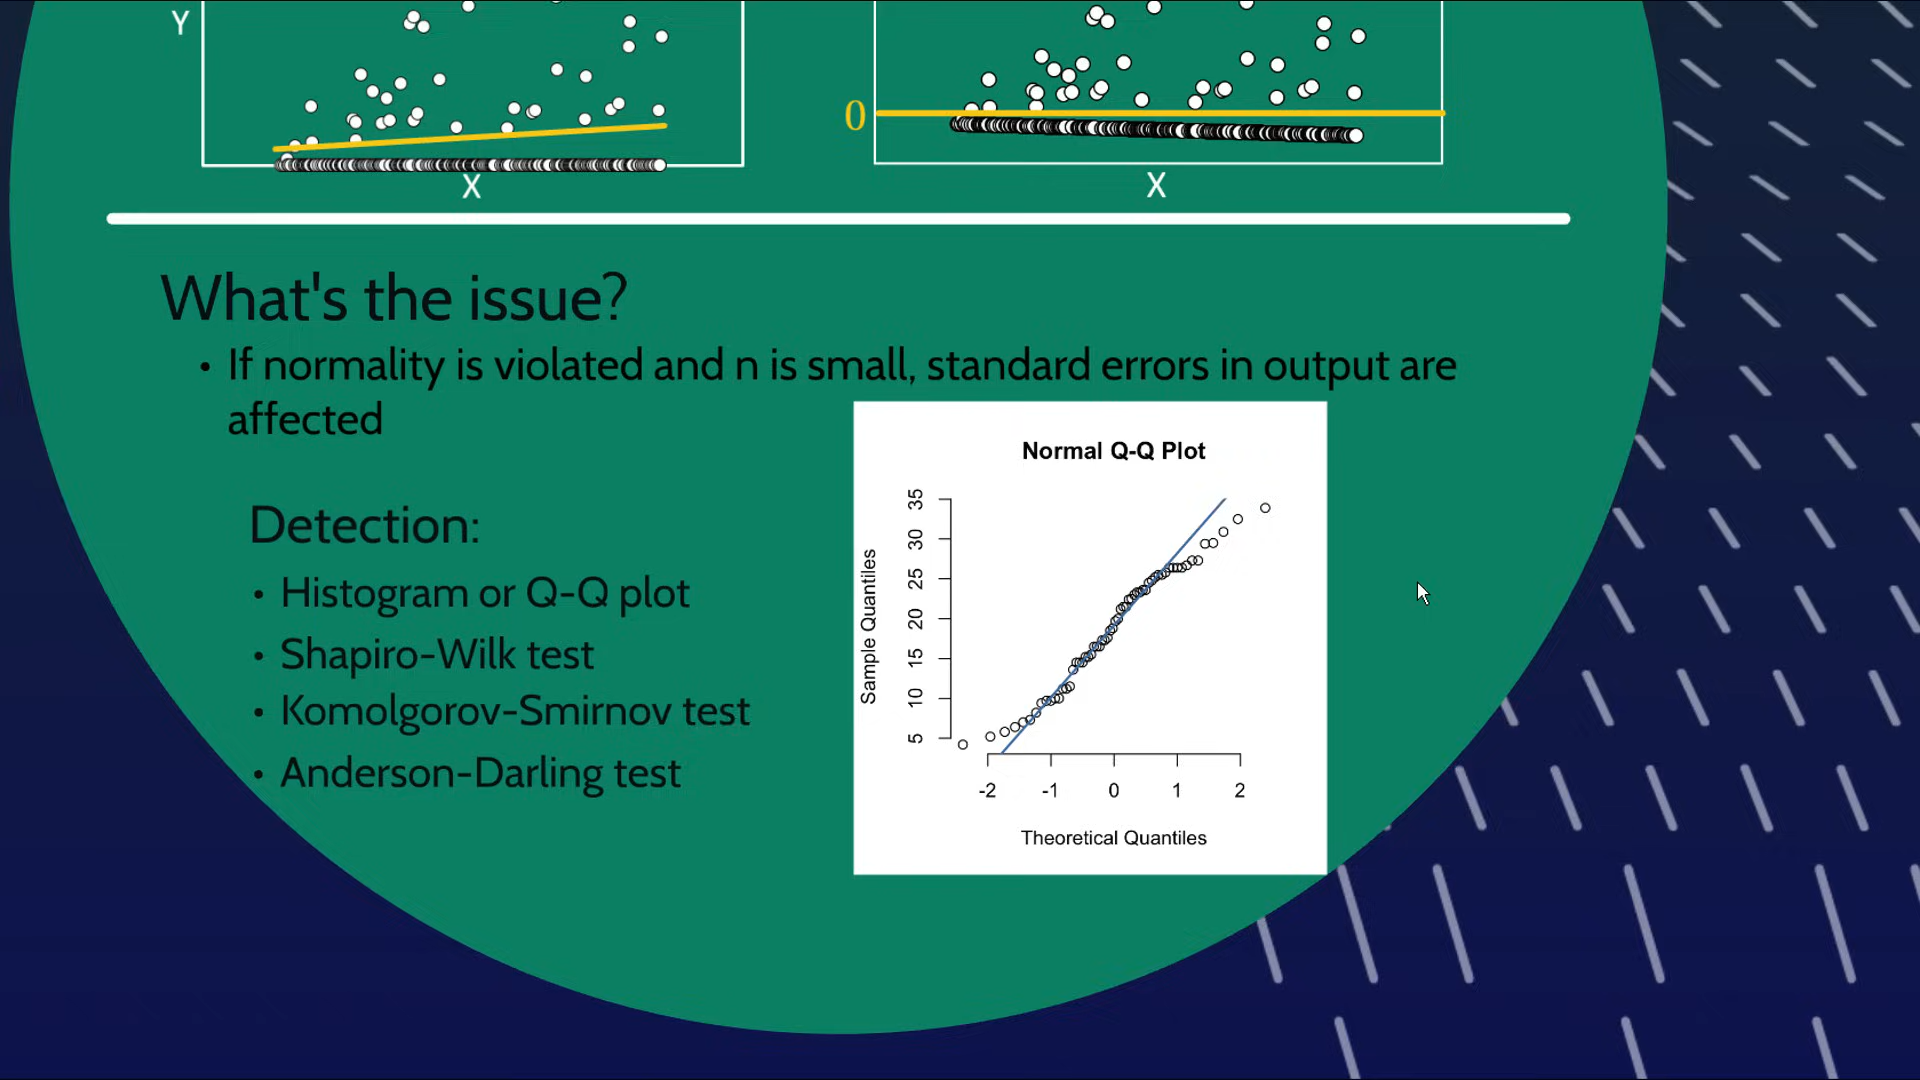 Y
0
X
X
What's the issue?
• If normality is violated and n is small, standard errors in output are
affected
Detection:
• Histogram or Q-Q plot
• Shapiro-Wilk test
• Komolgorov-Smirnov test
• Anderson-Darling test
Normal Q-Q Plot
Sample Quantiles
35
30
25
20
15
10
5
-2 -1 0 1 2
Theoretical Quantiles